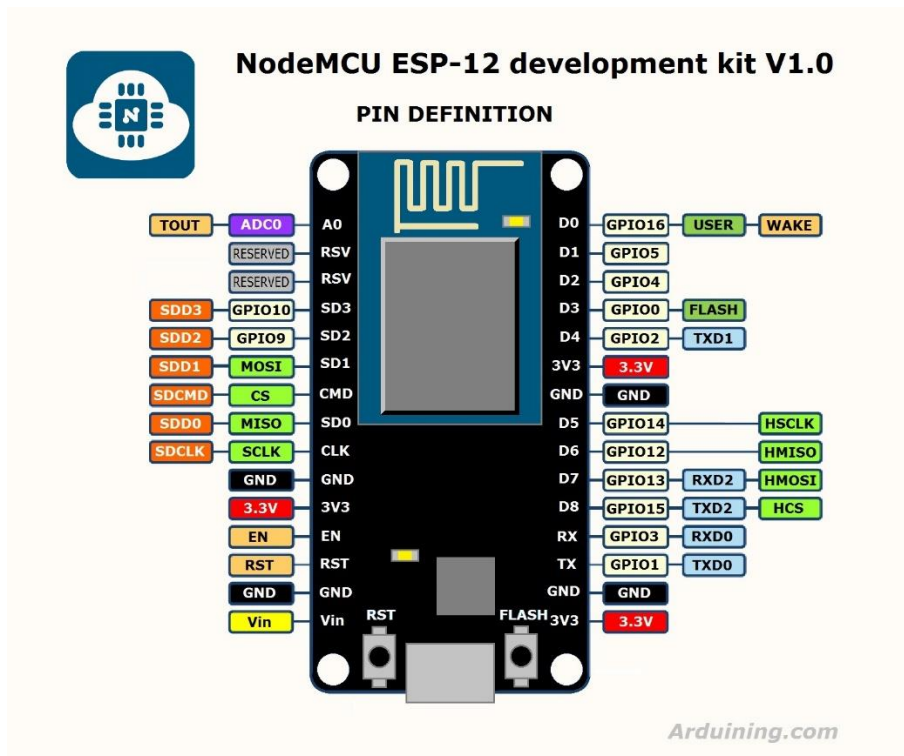 NodeMCU ESP-12 development kit V1.0
PIN DEFINITION
N
TOUT ADC0 A0 D0 GPIO16 USER WAKE
RESERVED RSV D1 GPIO5
RESERVED RSV D2 GPIO4
SDD3 GPIO10 SD3 D3 GPIO0 FLASH
SDD2 GPIO9 SD2 D4 GPIO2 TXD1
SDD1 MOSI SD1 3V3 3.3V
SDCMD CS CMD GND GND
SDD0 MISO SD0 D5 GPIO14 HSCLK
SDCLK SCLK CLK D6 GPIO12 HMISO
GND GND D7 GPIO13 RXD2 HMOSI
3.3V 3V3 D8 GPIO15 TXD2 HCS
EN EN RX GPIO3 RXD0
RST RST TX GPIO1 TXD0
GND GND GND GND
Vin Vin RST FLASH 3V3 3.3V
Arduining.com